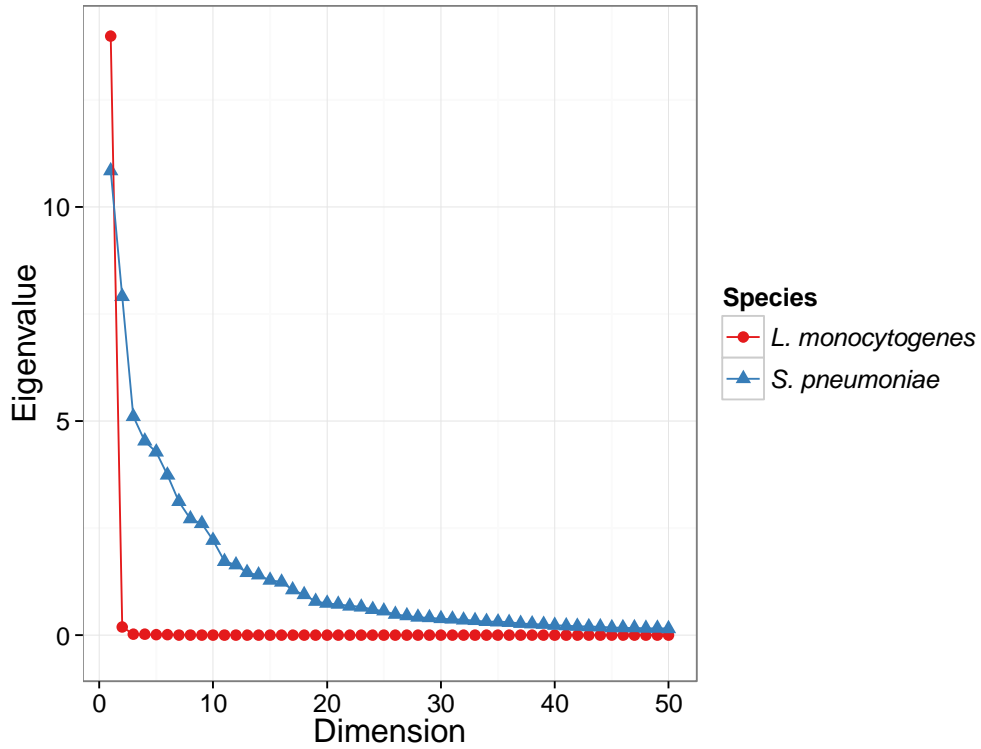 10
5
0
Eigenvalue
0 10 20 30 40 50
Dimension
Species
L. monocytogenes
S. pneumoniae